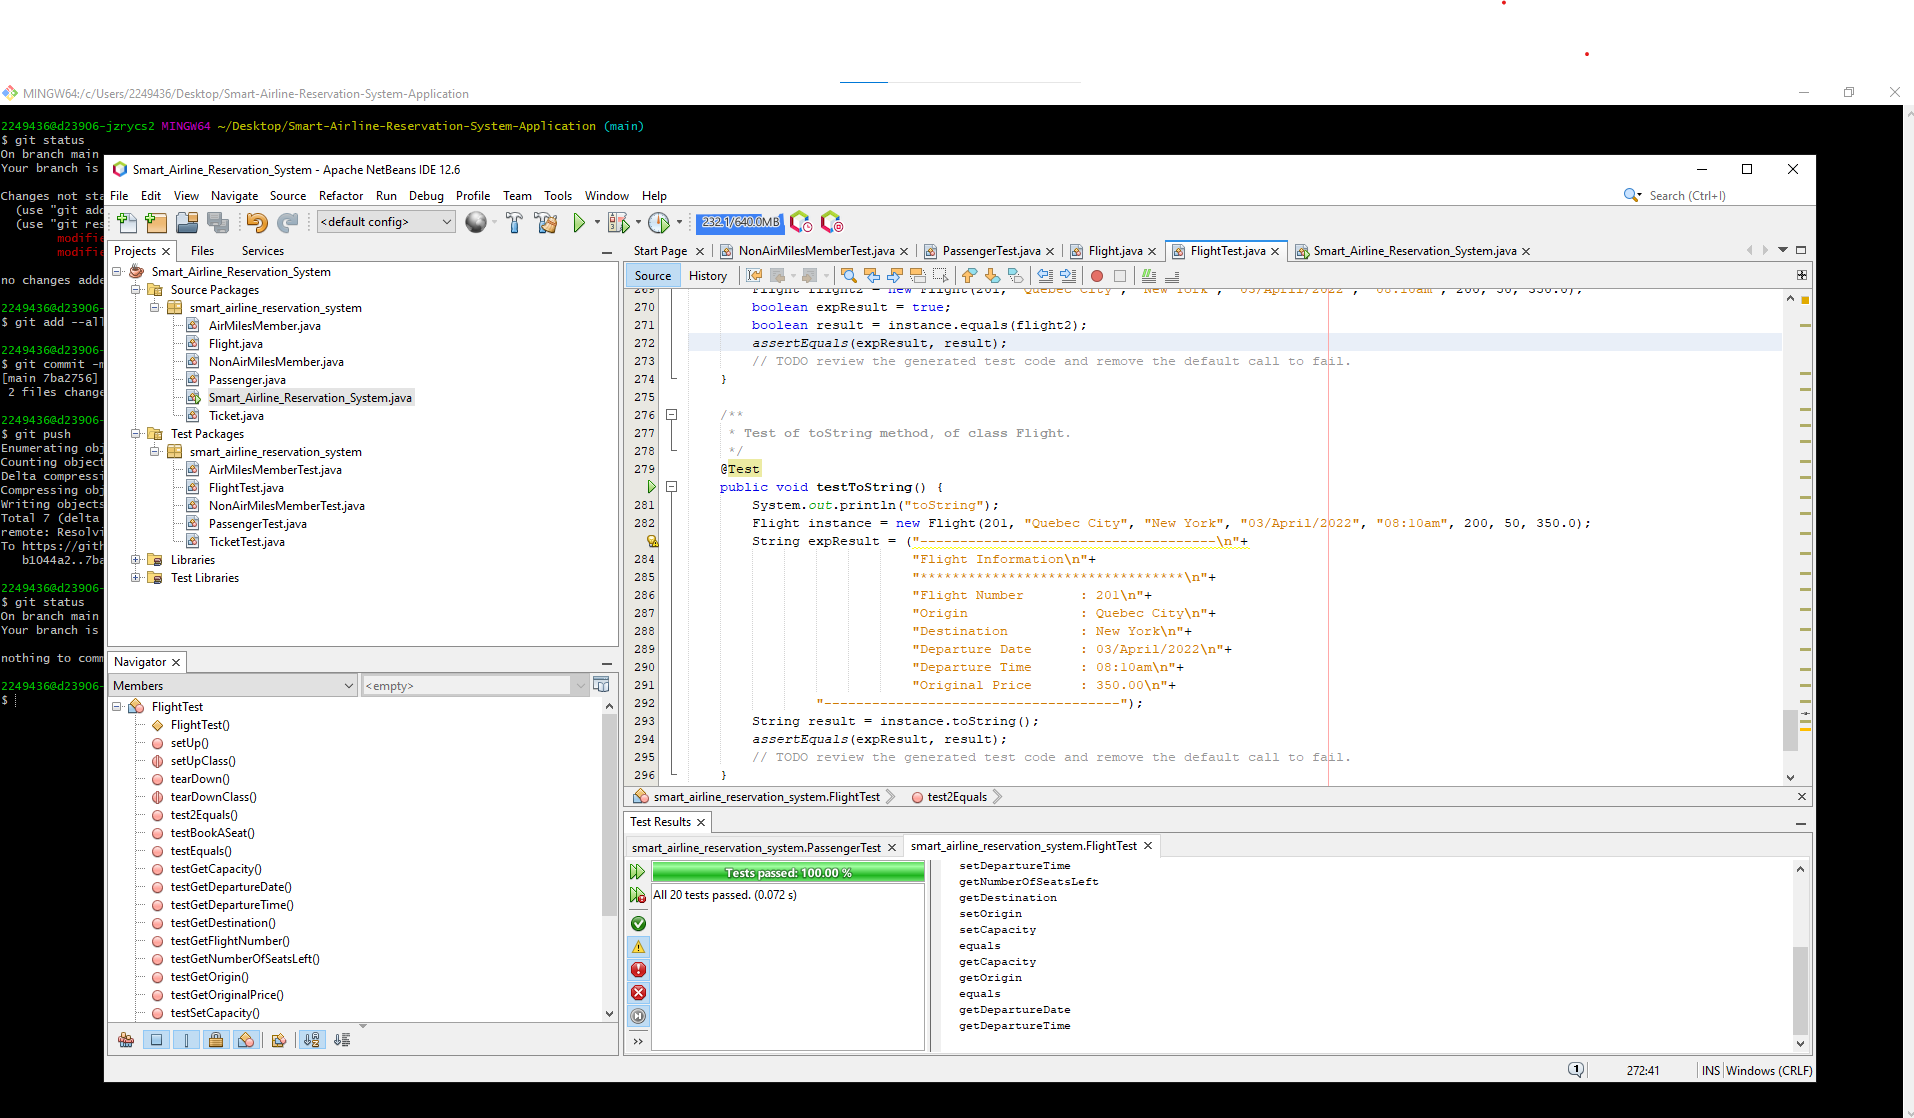 MINGW64:/c/Users/2249436/Desktop/Smart-Airline-Reservation-System-Application
2249436@d23906-jzrycs2 MINGW64 ~/Desktop/Smart-Airline-Reservation-System-Application (main)
$ git status
On branch main
Your branch is
Changes not sta
(use "git add
(use "git res
modifie
modifie
no changes adde
2249436@d23906-
$ git add --all
2249436@d23906-
$ git commit -m
[main 7ba2756]
2 files change
2249436@d23906-
$ git push
Enumerating obj
Counting object
Delta compressi
Compressing obj
Writing objects
Total 7 (delta
remote: Resolvi
To https://gith
b1044a2..7ba
2249436@d23906-
$ git status
On branch main
Your branch is
nothing to comm
2249436@d23906-
$
Smart_Airline_Reservation_System - Apache NetBeans IDE 12.6
File Edit View Navigate Source Refactor Run Debug Profile Team Tools Window Help
Search (Ctrl+I)
<default config>
232.1/640.0MB
Projects Files Services
Smart_Airline_Reservation_System
Source Packages
smart_airline_reservation_system
AirMilesMember.java
Flight.java
NonAirMilesMember.java
Passenger.java
Smart_Airline_Reservation_System.java
Ticket.java
Test Packages
smart_airline_reservation_system
AirMilesMemberTest.java
FlightTest.java
NonAirMilesMemberTest.java
PassengerTest.java
TicketTest.java
Libraries
Test Libraries
Navigator
Members
<empty>
FlightTest
FlightTest()
setUp()
setUpClass()
tearDown()
tearDownClass()
test2Equals()
testBookASeat()
testEquals()
testGetCapacity()
testGetDepartureDate()
testGetDepartureTime()
testGetDestination()
testGetFlightNumber()
testGetNumberOfSeatsLeft()
testGetOrigin()
testGetOriginalPrice()
testSetCapacity()
Start Page NonAirMilesMemberTest.java PassengerTest.java Flight.java FlightTest.java Smart_Airline_Reservation_System.java
Source History
269 Flight flight2 = new Flight(201, "Quebec City", "New York", "03/April/2022", "08:10am", 200, 50, 350.0);
270 boolean expResult = true;
271 boolean result = instance.equals(flight2);
272 assertEquals(expResult, result);
273 // TODO review the generated test code and remove the default call to fail.
274 }
275
276 /**
277 * Test of toString method, of class Flight.
278 */
279 @Test
public void testToString() {
281 System.out.println("toString");
282 Flight instance = new Flight(201, "Quebec City", "New York", "03/April/2022", "08:10am", 200, 50, 350.0);
String expResult = ("-------------------------------------\n"+
284 "Flight Information\n"+
285 "*********************************\n"+
286 "Flight Number : 201\n"+
287 "Origin : Quebec City\n"+
288 "Destination : New York\n"+
289 "Departure Date : 03/April/2022\n"+
290 "Departure Time : 08:10am\n"+
291 "Original Price : 350.00\n"+
292 "-------------------------------------");
293 String result = instance.toString();
294 assertEquals(expResult, result);
295 // TODO review the generated test code and remove the default call to fail.
296 }
smart_airline_reservation_system.FlightTest test2Equals
Test Results
smart_airline_reservation_system.PassengerTest smart_airline_reservation_system.FlightTest
Tests passed: 100.00 %
All 20 tests passed. (0.072 s)
setDepartureTime
getNumberOfSeatsLeft
getDestination
setOrigin
setCapacity
equals
getCapacity
getOrigin
equals
getDepartureDate
getDepartureTime
1
272:41 INS Windows (CRLF)